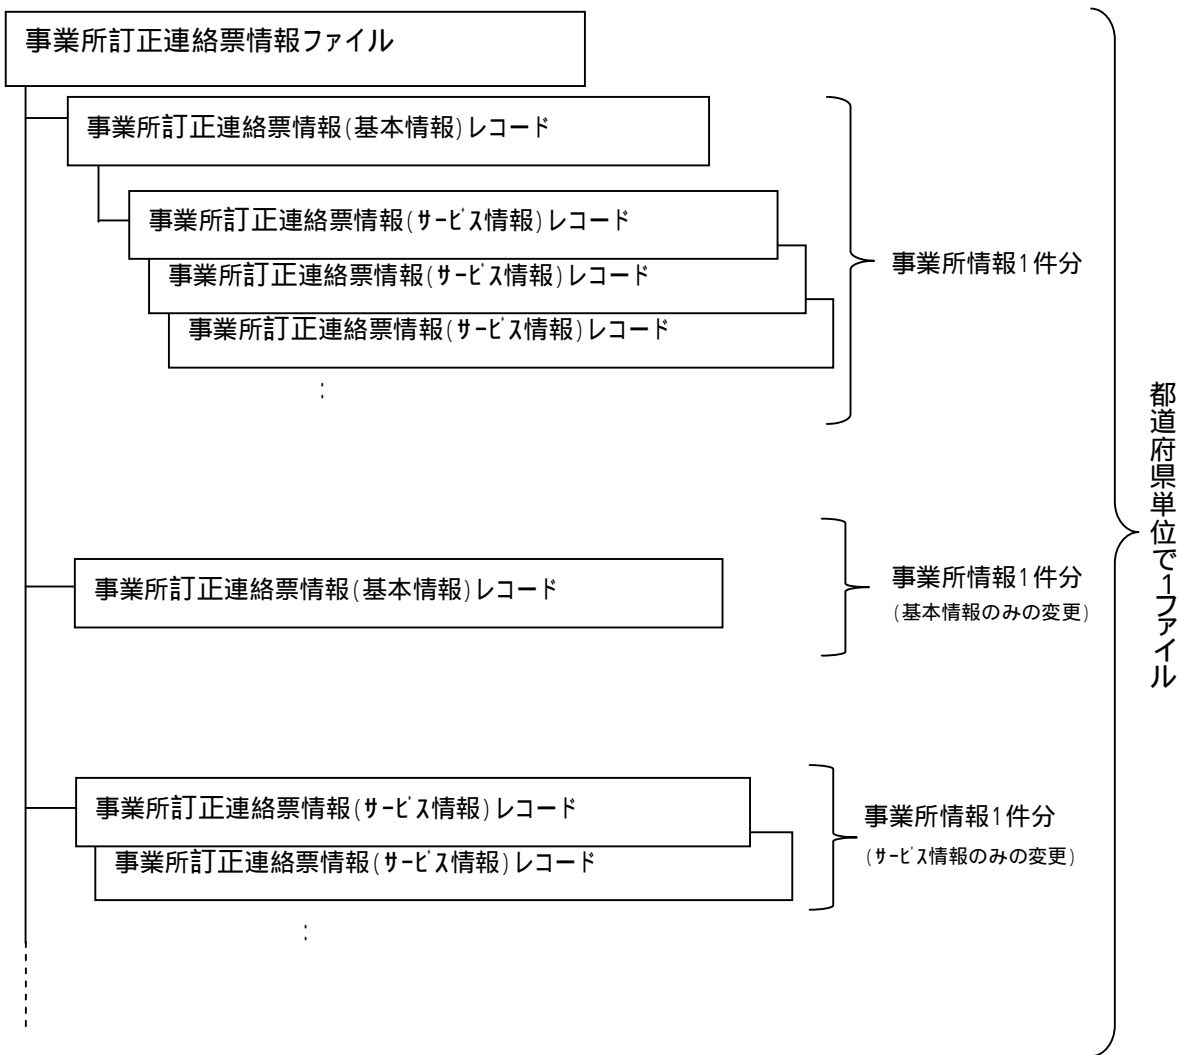 事業所訂正連絡票情報ファイル
事業所訂正連絡票情報(基本情報)レコード
事業所訂正連絡票情報(ｻｰﾋﾞｽ情報)レコード
事業所訂正連絡票情報(ｻｰﾋﾞｽ情報)レコード
事業所訂正連絡票情報(ｻｰﾋﾞｽ情報)レコード
:
事業所情報1件分
事業所訂正連絡票情報(基本情報)レコード
事業所情報1件分
(基本情報のみの変更)
事業所訂正連絡票情報(ｻｰﾋﾞｽ情報)レコード
事業所訂正連絡票情報(ｻｰﾋﾞｽ情報)レコード
:
事業所情報1件分
(ｻｰﾋﾞｽ情報のみの変更)
都道府県単位で1ファイル